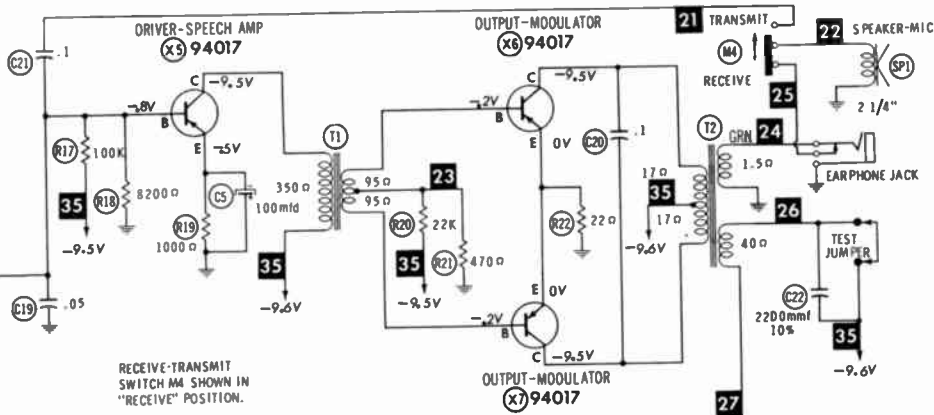 DRIVER-SPEECH AMP
X5 94017
OUTPUT-MODULATOR
X6 94017
21
TRANSMIT
M4
RECEIVE
22
SPEAKER-MIC
SP1
2 1/4"
C21
.1
R17
100K
35
-9.5V
R18
8200Ω
-.8V
B
C
-9.5V
E
-.5V
C5
100mfd
R19
1000Ω
T1
350Ω
95Ω
95Ω
35
-9.6V
23
R20
22K
35
-9.5V
R21
470Ω
-.2V
B
C
-9.5V
E
0V
R22
22Ω
C20
.1
E
0V
-.2V
B
C
-9.5V
OUTPUT-MODULATOR
X7 94017
T2
17Ω
35
17Ω
-9.6V
25
GRN
24
1.5Ω
EARPHONE JACK
26
40Ω
TEST
JUMPER
C22
2200mmf
10%
35
-9.6V
27
C19
.05
RECEIVE-TRANSMIT
SWITCH M4 SHOWN IN
"RECEIVE" POSITION.